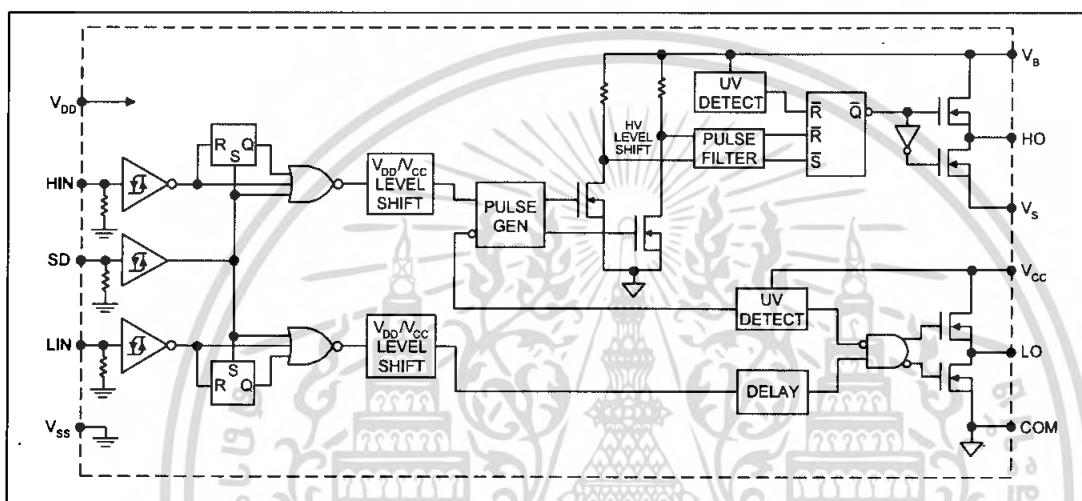 V_DD
HIN
SD
LIN
V_SS
R
S
Q
V_DD/V_CC
LEVEL
SHIFT
PULSE
GEN
HV
LEVEL
SHIFT
UV
DETECT
PULSE
FILTER
R̅
R̅
S̅
Q̅
V_B
HO
V_S
S
R
Q
V_DD/V_CC
LEVEL
SHIFT
UV
DETECT
DELAY
V_CC
LO
COM